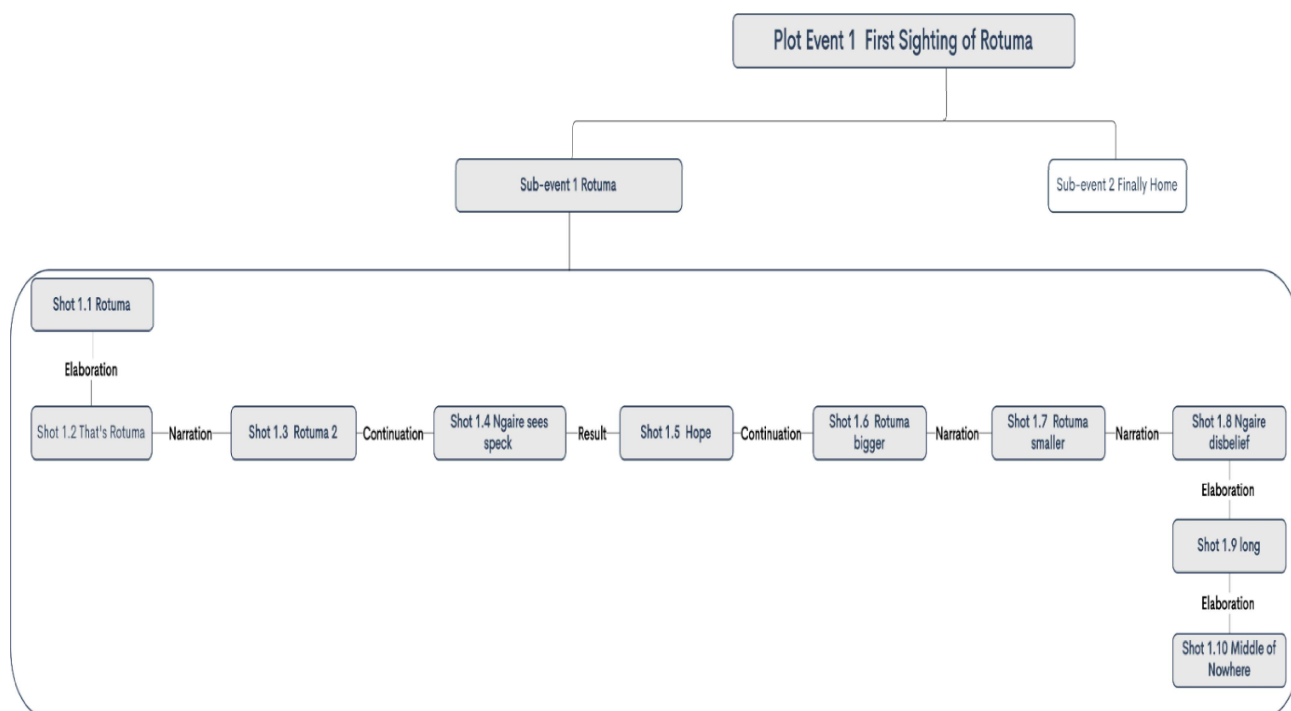 Plot Event 1 First Sighting of Rotuma
Sub-event 1 Rotuma
Sub-event 2 Finally Home
Shot 1.1 Rotuma
Elaboration
Shot 1.2 That's Rotuma
Narration
Shot 1.3 Rotuma 2
Continuation
Shot 1.4 Ngaire sees
speck
Result
Shot 1.5 Hope
Continuation
Shot 1.6 Rotuma
bigger
Narration
Shot 1.7 Rotuma
smaller
Narration
Shot 1.8 Ngaire
disbelief
Elaboration
Shot 1.9 long
Elaboration
Shot 1.10 Middle of
Nowhere